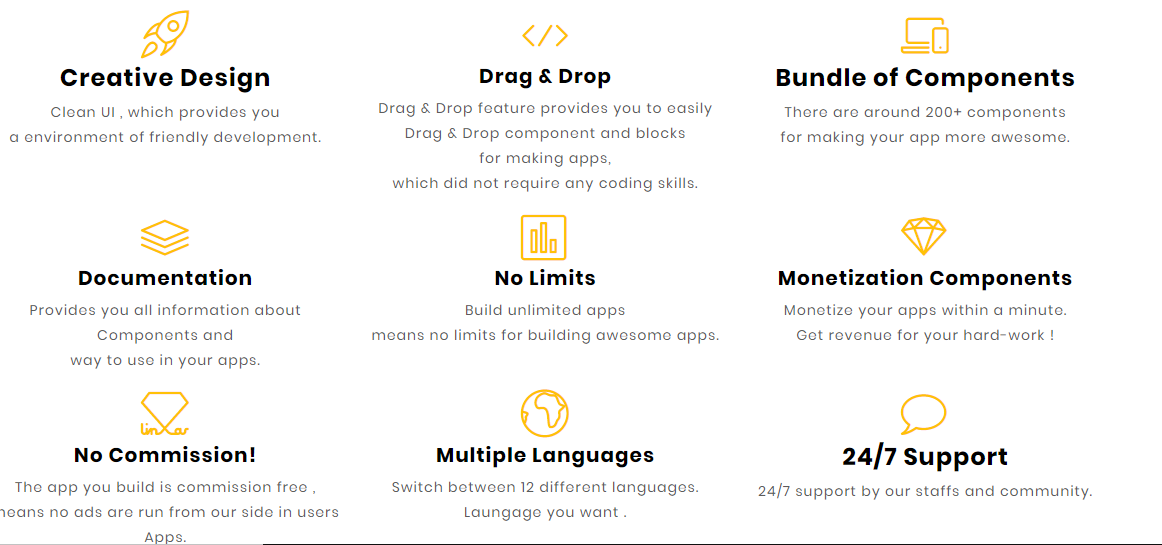 Creative Design
Clean UI , which provides you
a environment of friendly development.
Drag & Drop
Drag & Drop feature provides you to easily
Drag & Drop component and blocks
for making apps,
which did not require any coding skills.
Bundle of Components
There are around 200+ components
for making your app more awesome.
Documentation
Provides you all information about
Components and
way to use in your apps.
No Limits
Build unlimited apps
means no limits for building awesome apps.
Monetization Components
Monetize your apps within a minute.
Get revenue for your hard-work !
No Commission!
The app you build is commission free ,
means no ads are run from our side in users
Apps.
Multiple Languages
Switch between 12 different languages.
Laungage you want .
24/7 Support
24/7 support by our staffs and community.